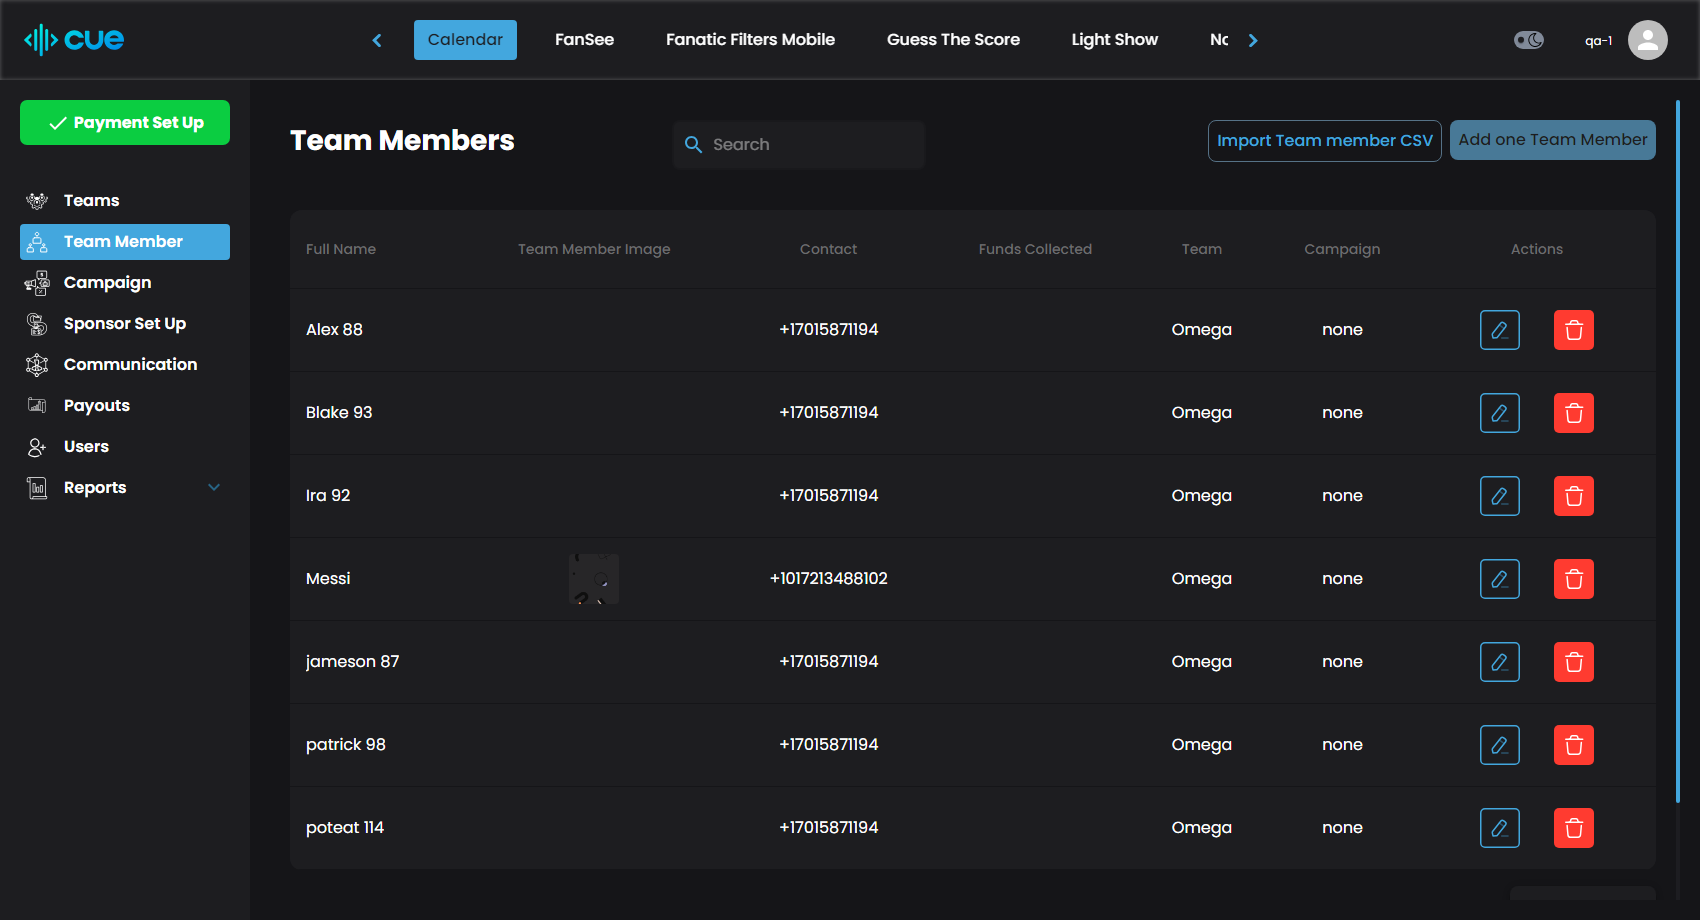 cue
Calendar FanSee Fanatic Filters Mobile Guess The Score Light Show
qa-1
Payment Set Up
Teams
Team Member
Campaign
Sponsor Set Up
Communication
Payouts
Users
Reports
Team Members
Search
Import Team member CSV
Add one Team Member
Full Name Team Member Image Contact Funds Collected Team Campaign Actions
Alex 88 +17015871194 Omega none
Blake 93 +17015871194 Omega none
Ira 92 +17015871194 Omega none
Messi +1017213488102 Omega none
jameson 87 +17015871194 Omega none
patrick 98 +17015871194 Omega none
poteat 114 +17015871194 Omega none